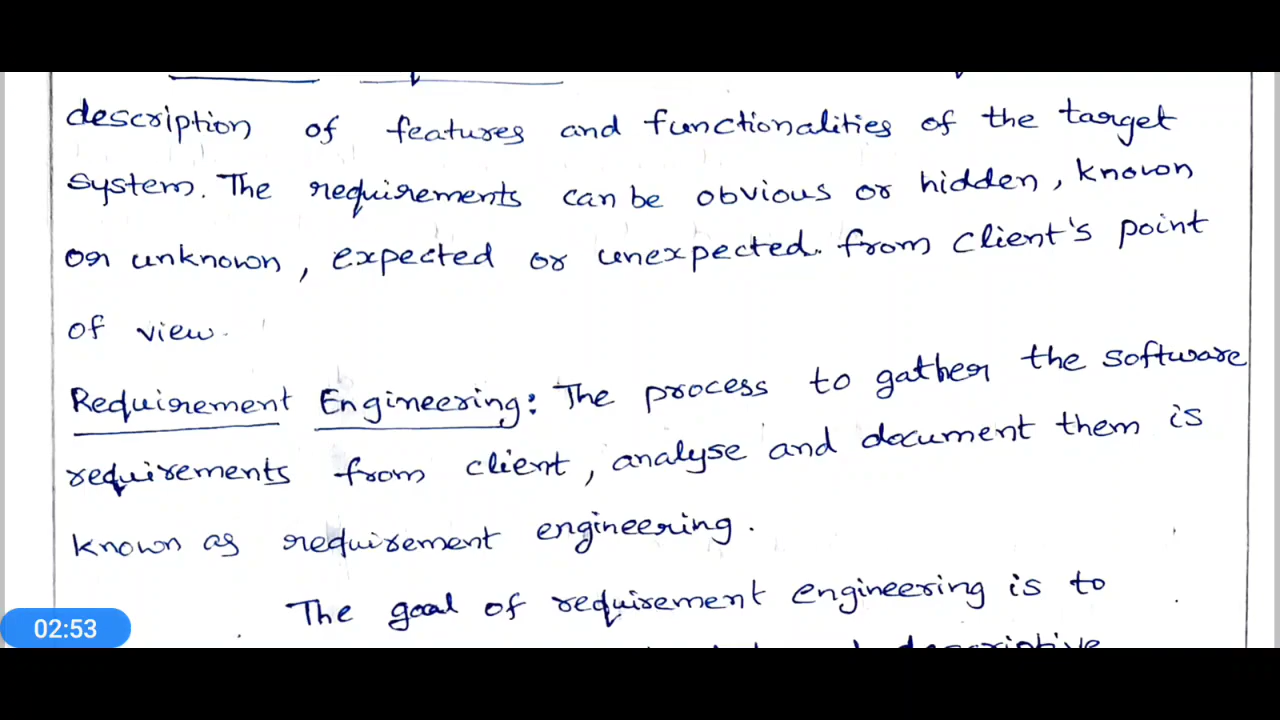 description of features and functionalities of the target
system. The requirements can be obvious or hidden, known
or unknown, expected or unexpected. from client's point
of view.
Requirement Engineering: The process to gather the software
requirements from client, analyse and document them is
known as requirement engineering.
The goal of requirement engineering is to
02:53